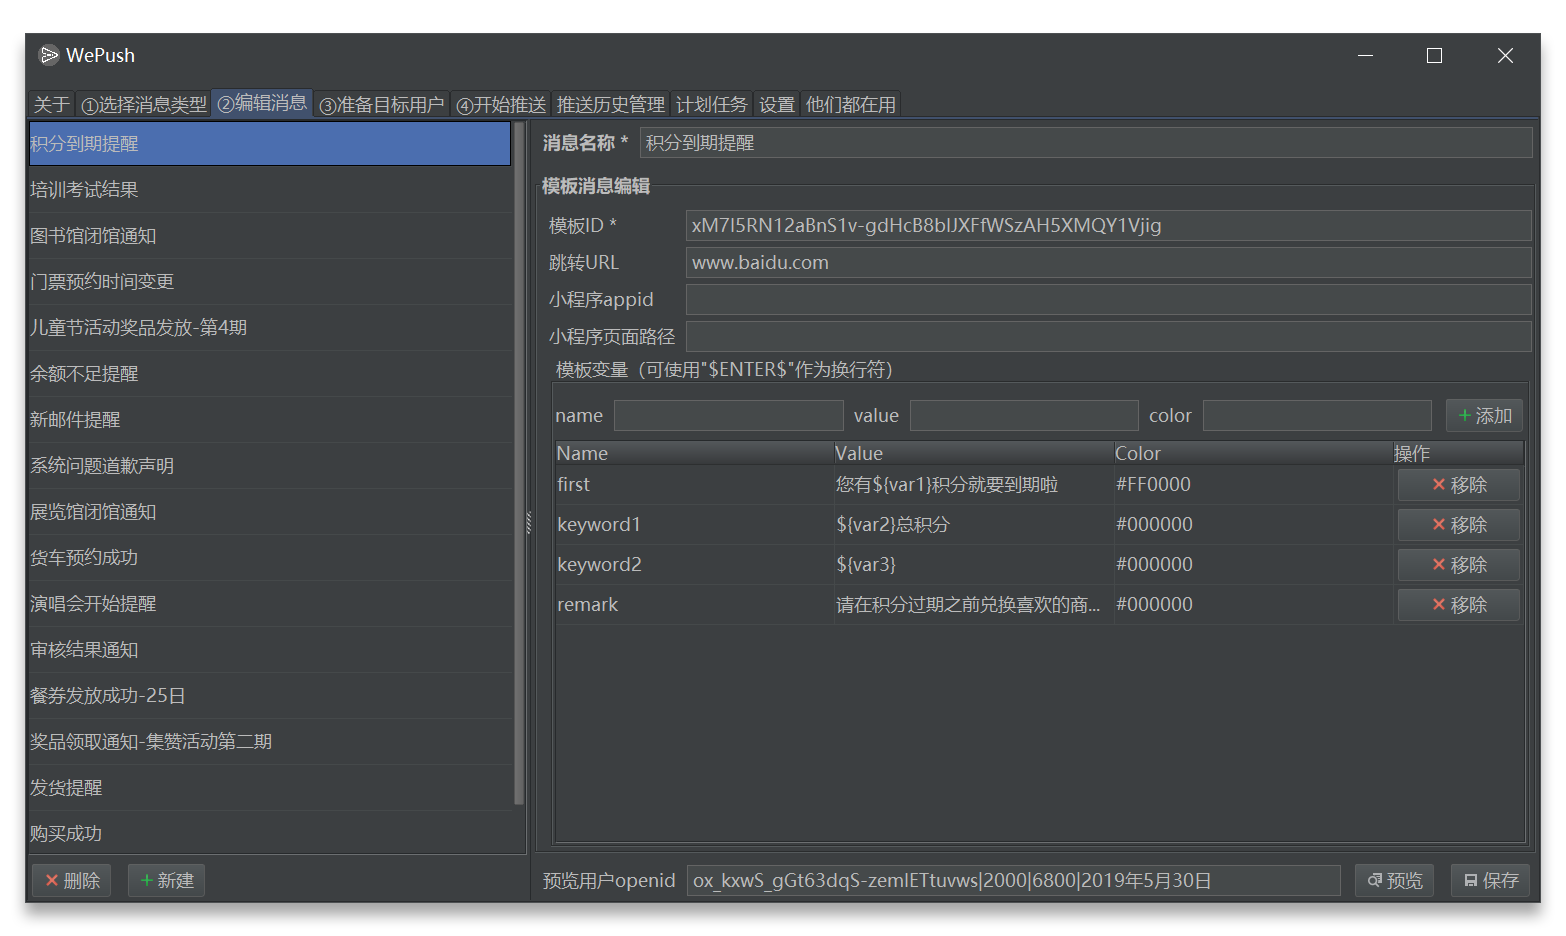 WePush
关于 ①选择消息类型 ②编辑消息 ③准备目标用户 ④开始推送 推送历史管理 计划任务 设置 他们都在用
积分到期提醒
培训考试结果
图书馆闭馆通知
门票预约时间变更
儿童节活动奖品发放-第4期
余额不足提醒
新邮件提醒
系统问题道歉声明
展览馆闭馆通知
货车预约成功
演唱会开始提醒
审核结果通知
餐券发放成功-25日
奖品领取通知-集赞活动第二期
发货提醒
购买成功
删除 新建
消息名称 * 积分到期提醒
模板消息编辑
模板ID * xM7I5RN12aBnS1v-gdHcB8bIJXFfWSzAH5XMQY1Vjig
跳转URL www.baidu.com
小程序appid
小程序页面路径
模板变量（可使用"$ENTER$"作为换行符）
name value color 添加
Name Value Color 操作
first 您有${var1}积分就要到期啦 #FF0000 移除
keyword1 ${var2}总积分 #000000 移除
keyword2 ${var3} #000000 移除
remark 请在积分过期之前兑换喜欢的商... #000000 移除
预览用户openid ox_kxwS_gGt63dqS-zemlETtuvws|2000|6800|2019年5月30日 预览 保存